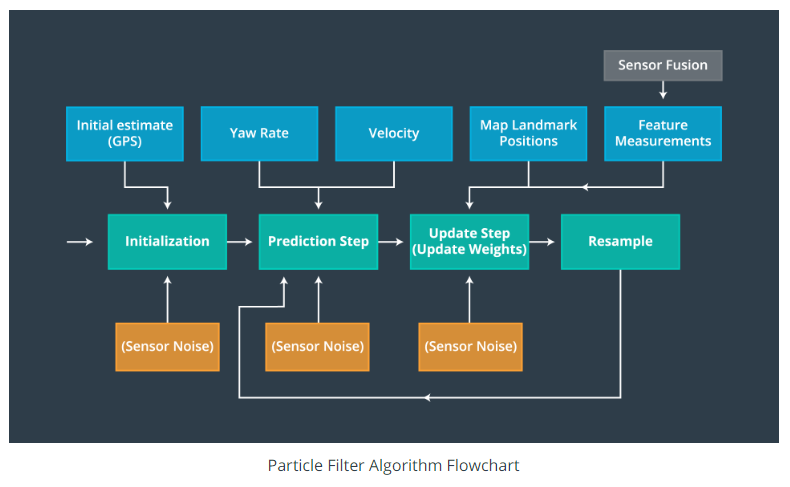 Sensor Fusion
Initial estimate
(GPS)
Yaw Rate
Velocity
Map Landmark
Positions
Feature
Measurements
Initialization
Prediction Step
Update Step
(Update Weights)
Resample
(Sensor Noise)
(Sensor Noise)
(Sensor Noise)
Particle Filter Algorithm Flowchart